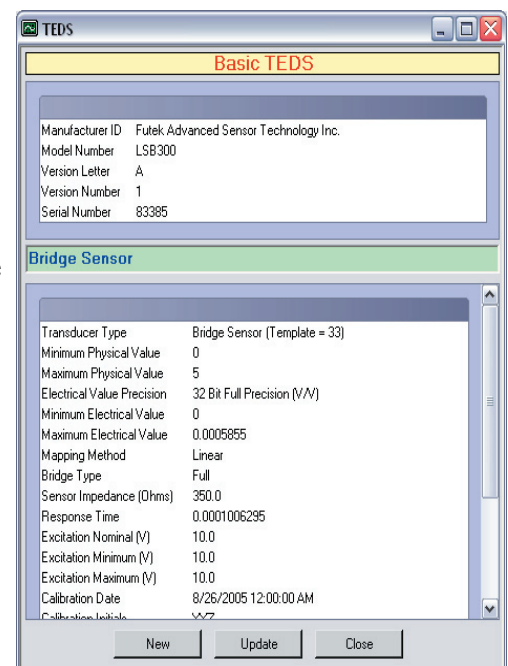 TEDS
Basic TEDS
Manufacturer ID Futek Advanced Sensor Technology Inc.
Model Number LSB300
Version Letter A
Version Number 1
Serial Number 83385
Bridge Sensor
Transducer Type Bridge Sensor (Template = 33)
Minimum Physical Value 0
Maximum Physical Value 5
Electrical Value Precision 32 Bit Full Precision (V/V)
Minimum Electrical Value 0
Maximum Electrical Value 0.0005855
Mapping Method Linear
Bridge Type Full
Sensor Impedance (Ohms) 350.0
Response Time 0.0001006295
Excitation Nominal (V) 10.0
Excitation Minimum (V) 10.0
Excitation Maximum (V) 10.0
Calibration Date 8/26/2005 12:00:00 AM
Calibration Initials
New Update Close